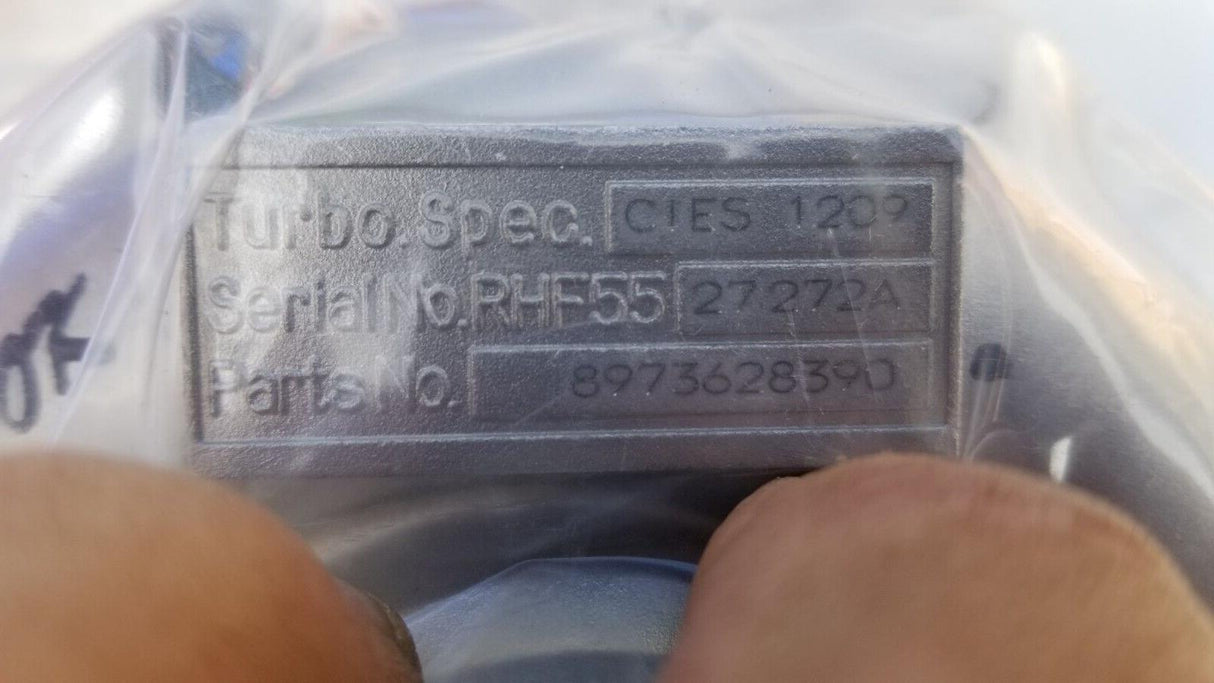 Turbo.Spec. CIES 1209
Serial No.RHF55 27272A
Parts No. 8973628390